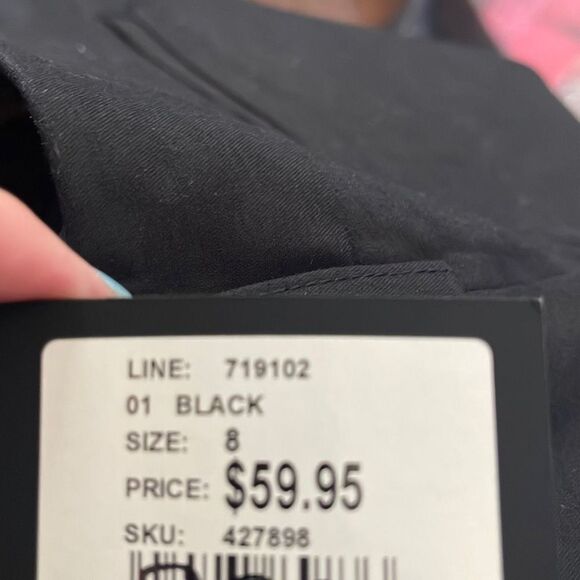 LINE: 719102
01 BLACK
SIZE: 8
PRICE: $59.95
SKU: 427898